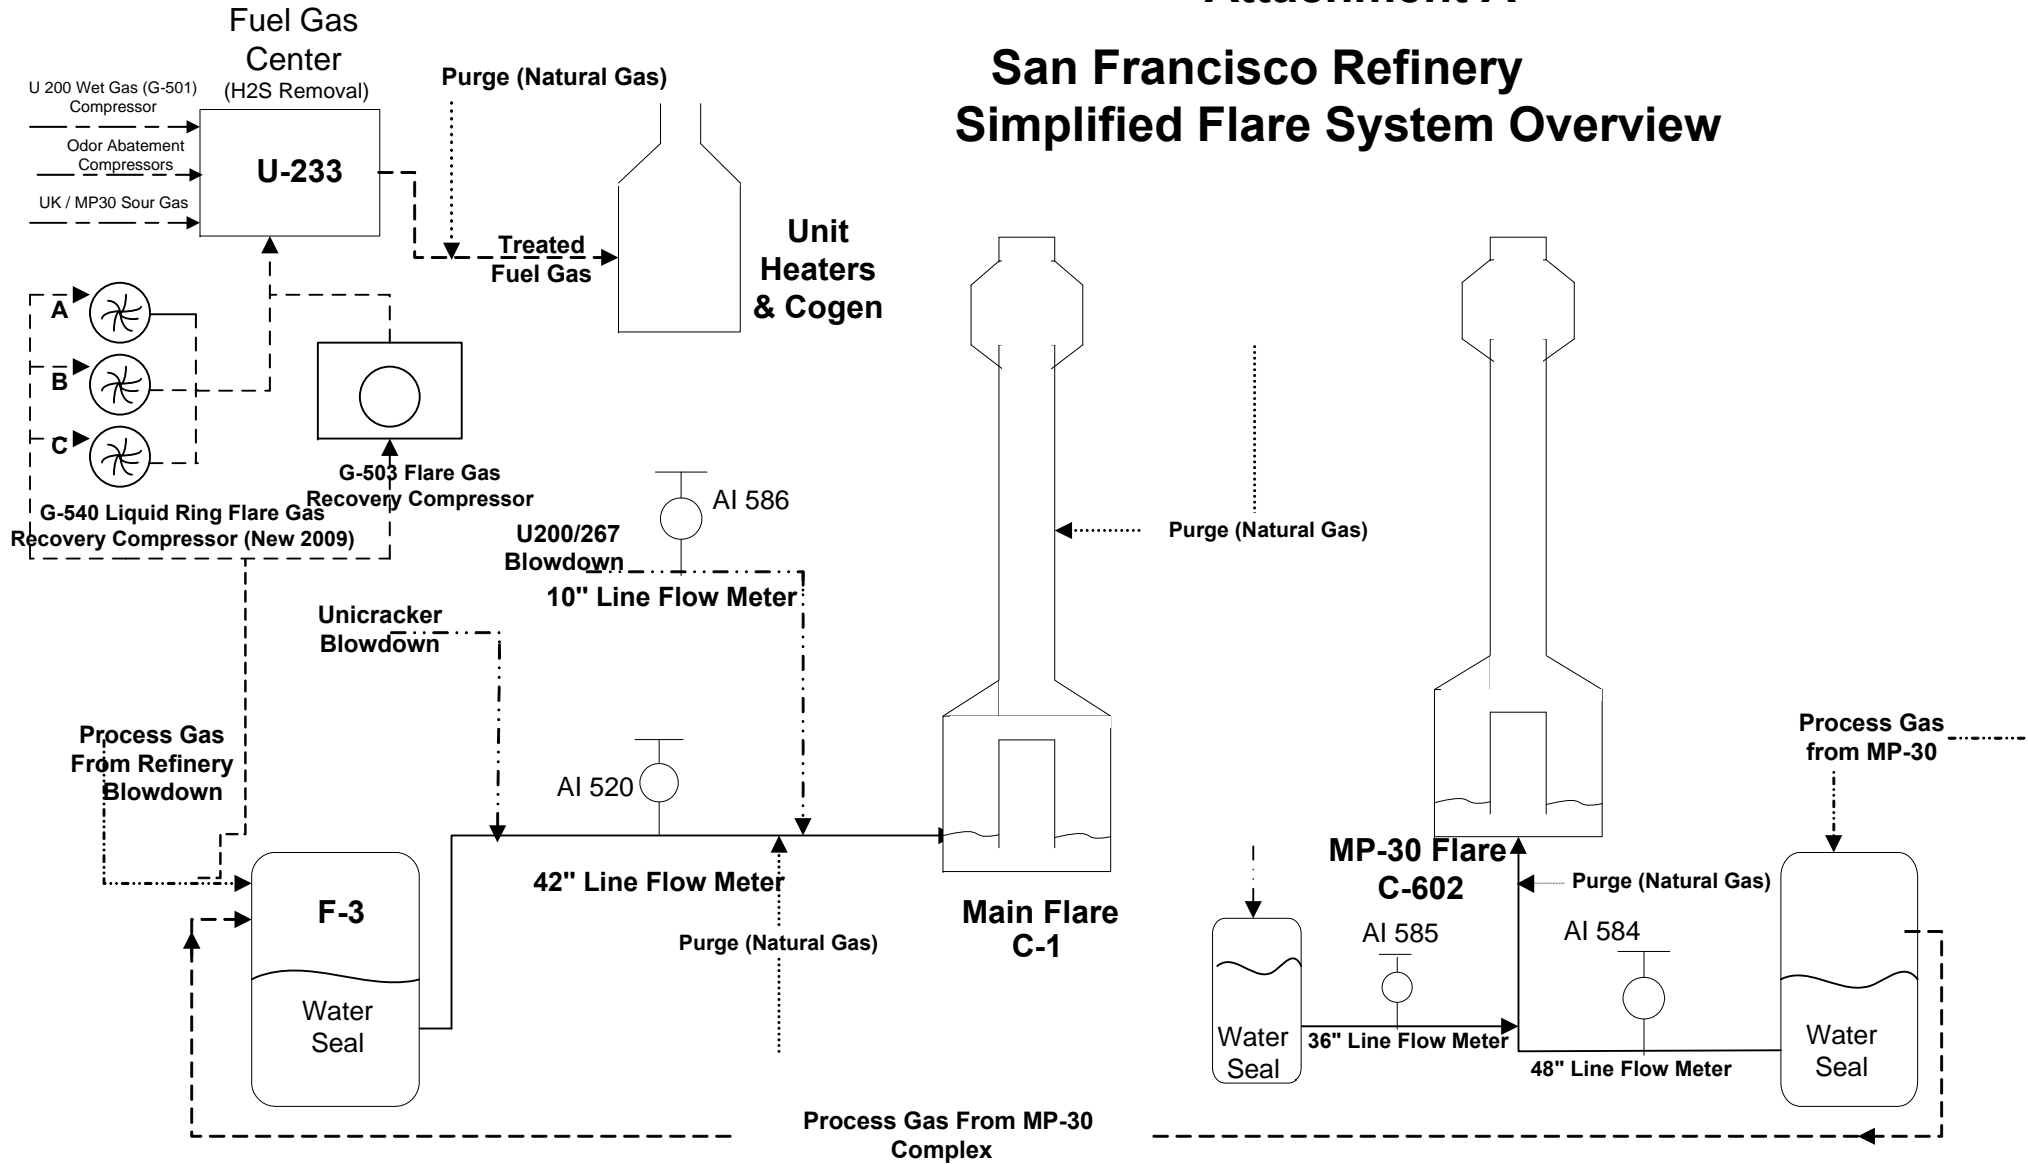 Attachment A
San Francisco Refinery
Simplified Flare System Overview
Fuel Gas
Center
(H2S Removal)
U 200 Wet Gas (G-501)
Compressor
Odor Abatement
Compressors
UK / MP30 Sour Gas
U-233
Purge (Natural Gas)
Treated
Fuel Gas
Unit
Heaters
& Cogen
A
B
C
G-503 Flare Gas
Recovery Compressor
G-540 Liquid Ring Flare Gas
Recovery Compressor (New 2009)
AI 586
U200/267
Blowdown
10" Line Flow Meter
Purge (Natural Gas)
Unicracker
Blowdown
Process Gas
From Refinery
Blowdown
AI 520
42" Line Flow Meter
Purge (Natural Gas)
F-3
Water
Seal
Main Flare
C-1
MP-30 Flare
C-602
Process Gas
from MP-30
Purge (Natural Gas)
AI 585
AI 584
Water
Seal
36" Line Flow Meter
48" Line Flow Meter
Water
Seal
Process Gas From MP-30
Complex